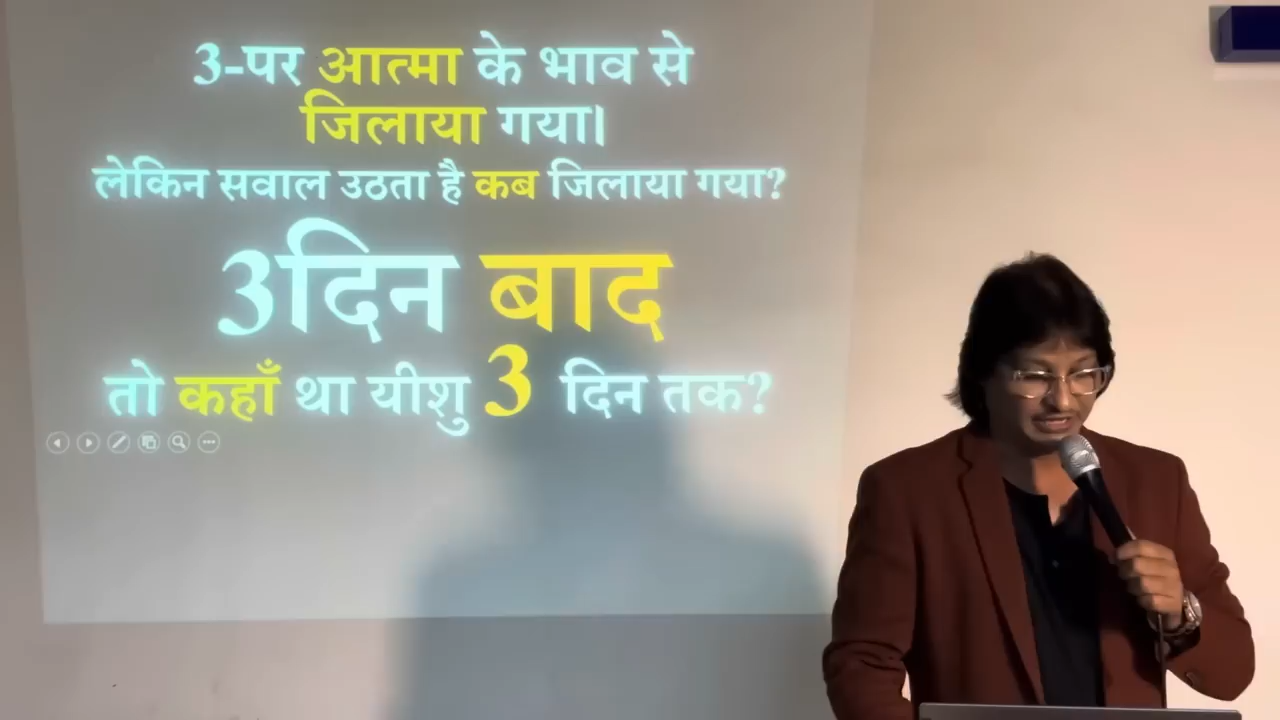 3-पर आत्मा के भाव से
जिलाया गया।
लेकिन सवाल उठता है कब जिलाया गया?
3दिन बाद
तो कहाँ था यीशु 3 दिन तक?